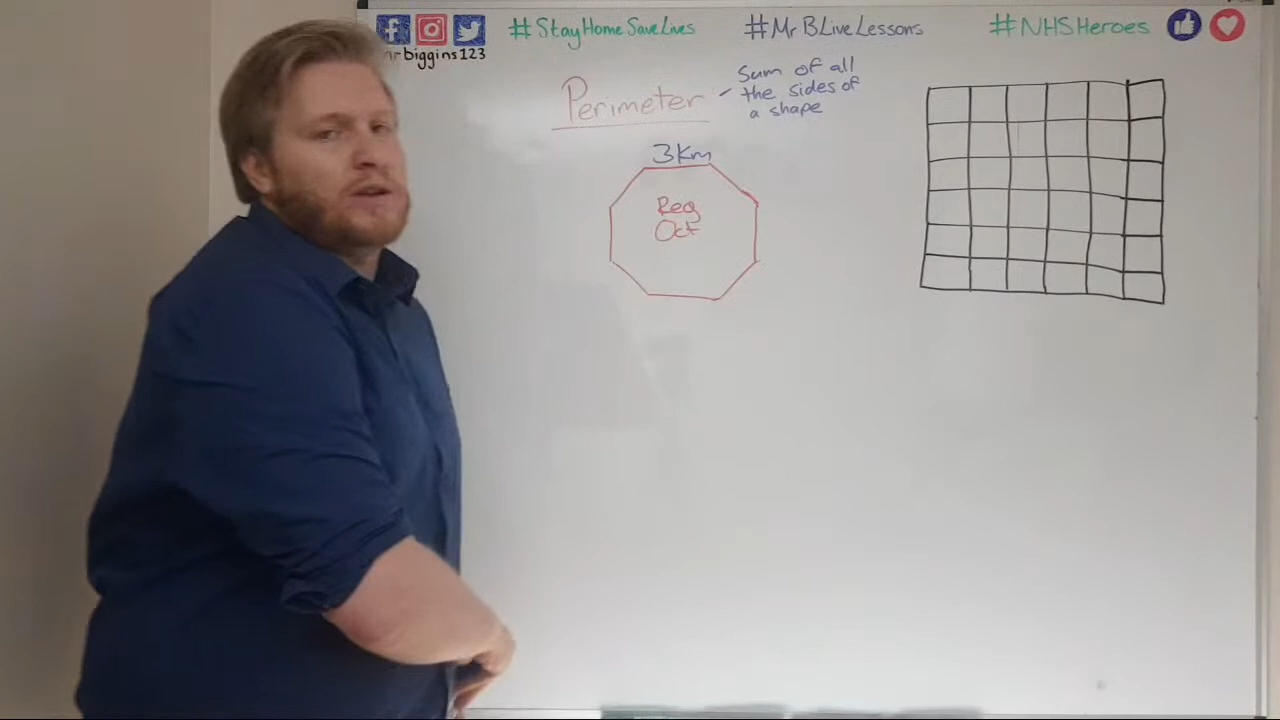 #StayHomeSaveLives
#MrBLiveLessons
#NHSHeroes
mrbiggins123
Perimeter - Sum of all
the sides of
a shape
3km
Reg
Oct